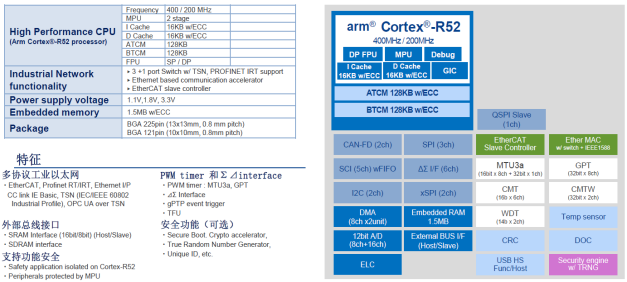 High Performance CPU
(Arm Cortex®-R52 processor)
Frequency 400 / 200 MHz
MPU 2 stage
I Cache 16KB w/ECC
D Cache 16KB w/ECC
ATCM 128KB
BTCM 128KB
FPU SP / DP
Industrial Network
functionality
▸ 3 +1 port Switch w/ TSN, PROFINET IRT support
▸ Ethernet based communication accelerator
▸ EtherCAT slave controller
Power supply voltage 1.1V,1.8V, 3.3V
Embedded memory 1.5MB w/ECC
Package
BGA 225pin (13x13mm, 0.8 mm pitch)
BGA 121pin (10x10mm, 0.8mm pitch)
特征
多协议工业以太网
・EtherCAT, Profinet RT/IRT, Ethernet I/P
CC link IE Basic, TSN (IEC/IEEE 60802
Industrial Profile), OPC UA over TSN
外部总线接口
・SRAM Interface (16bit/8bit) (Host/Slave)
・SDRAM interface
支持功能安全
・Safety application isolated on Cortex-R52
・Peripherals protected by MPU
PWM timer 和Σ⊿interface
・PWM timer : MTU3a, GPT
・⊿Σ Interface
・gPTP event trigger
・TFU
安全功能（可选）
・Secure Boot, Crypto accelerator,
・True Random Number Generator,
・Unique ID, etc.
arm® Cortex®-R52
400MHz / 200MHz
DP FPU MPU Debug
I Cache
16KB w/ECC
D Cache
16KB w/ECC
GIC
ATCM 128KB w/ECC
BTCM 128KB w/ECC
QSPI Slave
(1ch)
CAN-FD (2ch) SPI (3ch)
EtherCAT
Slave Controller
Ether MAC
w/ switch + IEEE1588
SCI (5ch) wFIFO ΔΣ I/F (6ch)
MTU3a
(16bit x 8ch + 32bit x 1ch)
GPT
(32bit x 8ch)
I2C (2ch) xSPI (2ch)
CMT
(16b x 6ch)
CMTW
(32bit x 2ch)
DMA
(8ch x2unit)
Embedded RAM
1.5MB
WDT
(14b x 2ch)
Temp sensor
12bit A/D
(8ch+16ch)
External BUS I/F
(Host/Slave)
CRC DOC
ELC
USB HS
Func/Host
Security engine
w/ TRNG